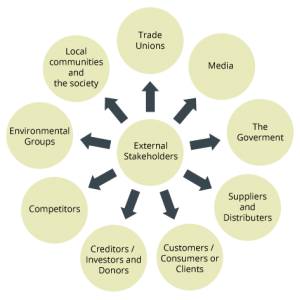 Trade
Unions
Media
The
Goverment
Suppliers and
Distributers
Customers /
Consumers or
Clients
Creditors /
Investors and
Donors
Competitors
Environmental
Groups
Local
communities
and
the society
External
Stakeholders